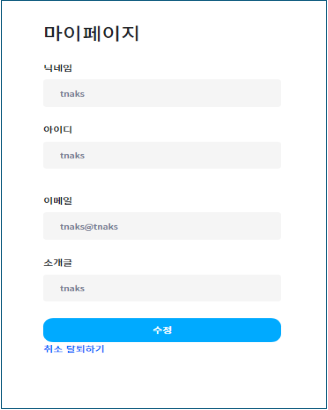 마이페이지
닉네임
tnaks
아이디
tnaks
이메일
tnaks@tnaks
소개글
tnaks
수정
취소 탈퇴하기